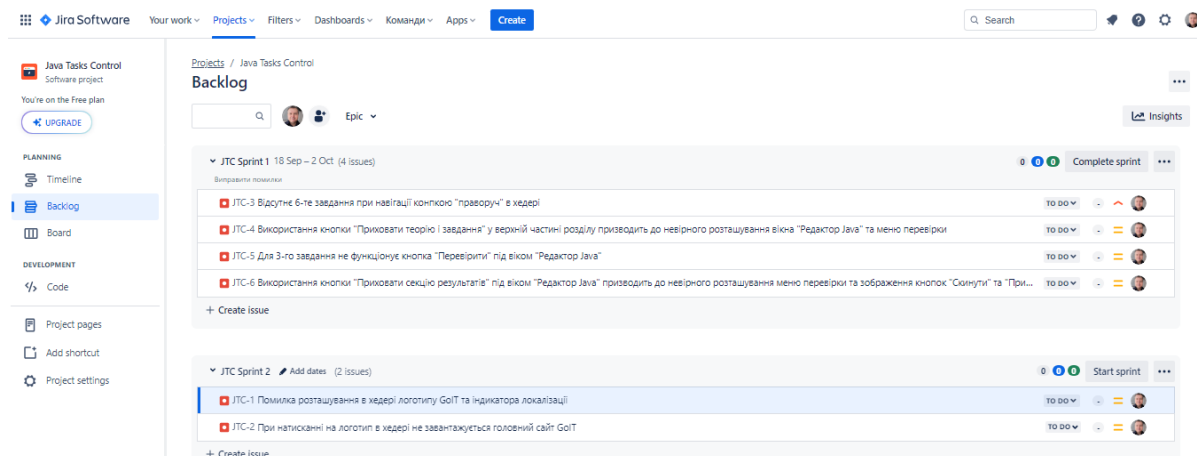 Jira Software Your work Projects Filters Dashboards Команди Apps Create Search
Java Tasks Control
Software project
You're on the Free plan
UPGRADE
PLANNING
Timeline
Backlog
Board
DEVELOPMENT
Code
Project pages
Add shortcut
Project settings
Projects / Java Tasks Control
Backlog
Epic
Insights
JTC Sprint 1 18 Sep – 2 Oct (4 issues) 0 0 0 Complete sprint
Виправити помилки
JTC-3 Відсутнє 6-те завдання при навігації конпкою "праворуч" в хедері TO DO -
JTC-4 Використання кнопки "Приховати теорію і завдання" у верхній частині розділу призводить до невірного розташування вікна "Редактор Java" та меню перевірки TO DO -
JTC-5 Для 3-го завдання не функціонує кнопка "Перевірити" під віком "Редактор Java" TO DO -
JTC-6 Використання кнопки "Приховати секцію результатів" під віком "Редактор Java" призводить до невірного розташування меню перевірки та зображення кнопок "Скинути" та "При... TO DO -
+ Create issue
JTC Sprint 2 Add dates (2 issues) 0 0 0 Start sprint
JTC-1 Помилка розташування в хедері логотипу GoIT та індикатора локалізації TO DO -
JTC-2 При натисканні на логотип в хедері не завантажується головний сайт GoIT TO DO -
+ Create issue